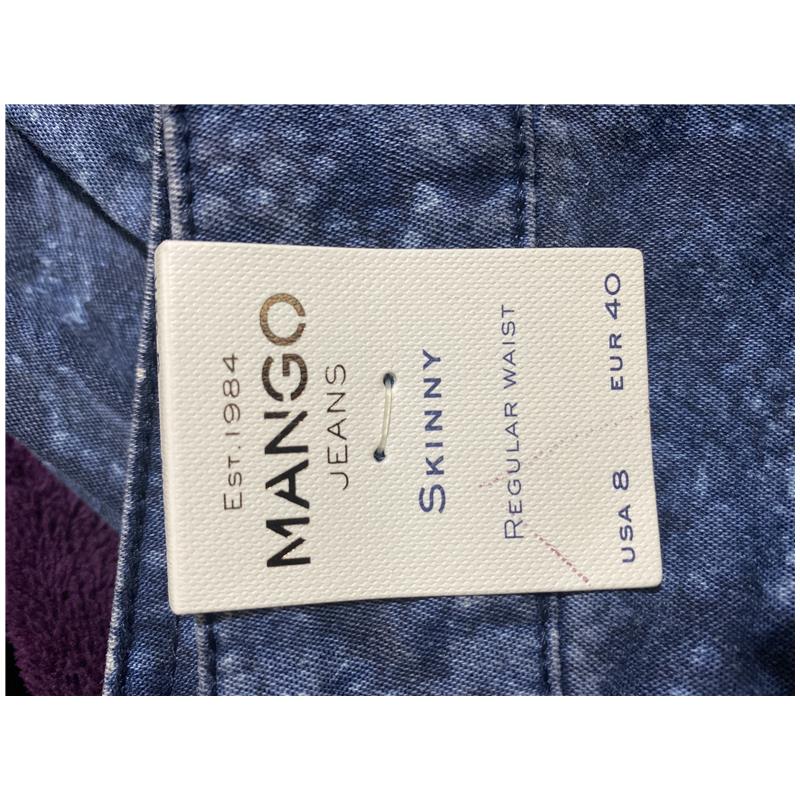 EST. 1984
MANGO
JEANS
SKINNY
REGULAR WAIST
USA 8 EUR 40